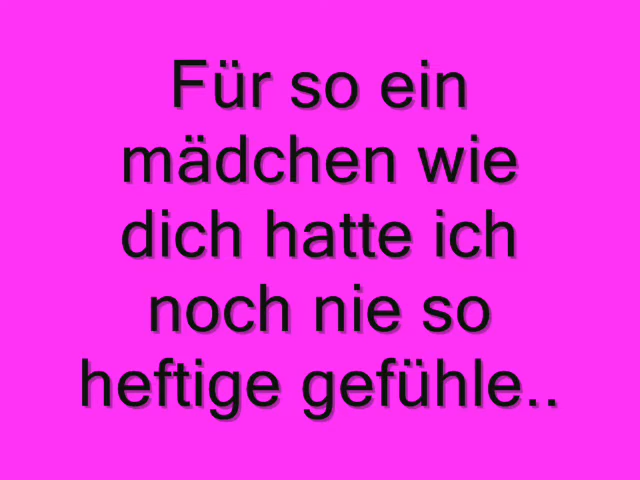 Für so ein
mädchen wie
dich hatte ich
noch nie so
heftige gefühle..